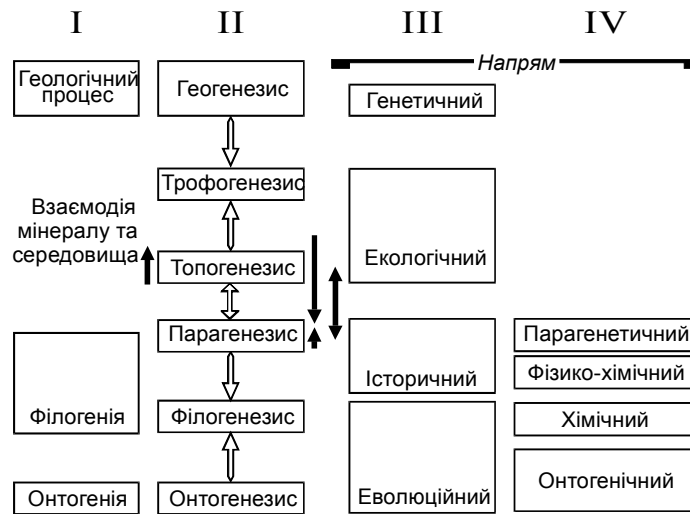 I II III IV
Напрям
Геологічний
процес
Геогенезис
Генетичний
Трофогенезис
Взаємодія
мінералу та
середовища
Топогенезис
Екологічний
Парагенезис
Парагенетичний
Історичний
Фізико-хімічний
Філогенія
Філогенезис
Хімічний
Онтогенія
Онтогенезис
Еволюційний
Онтогенічний